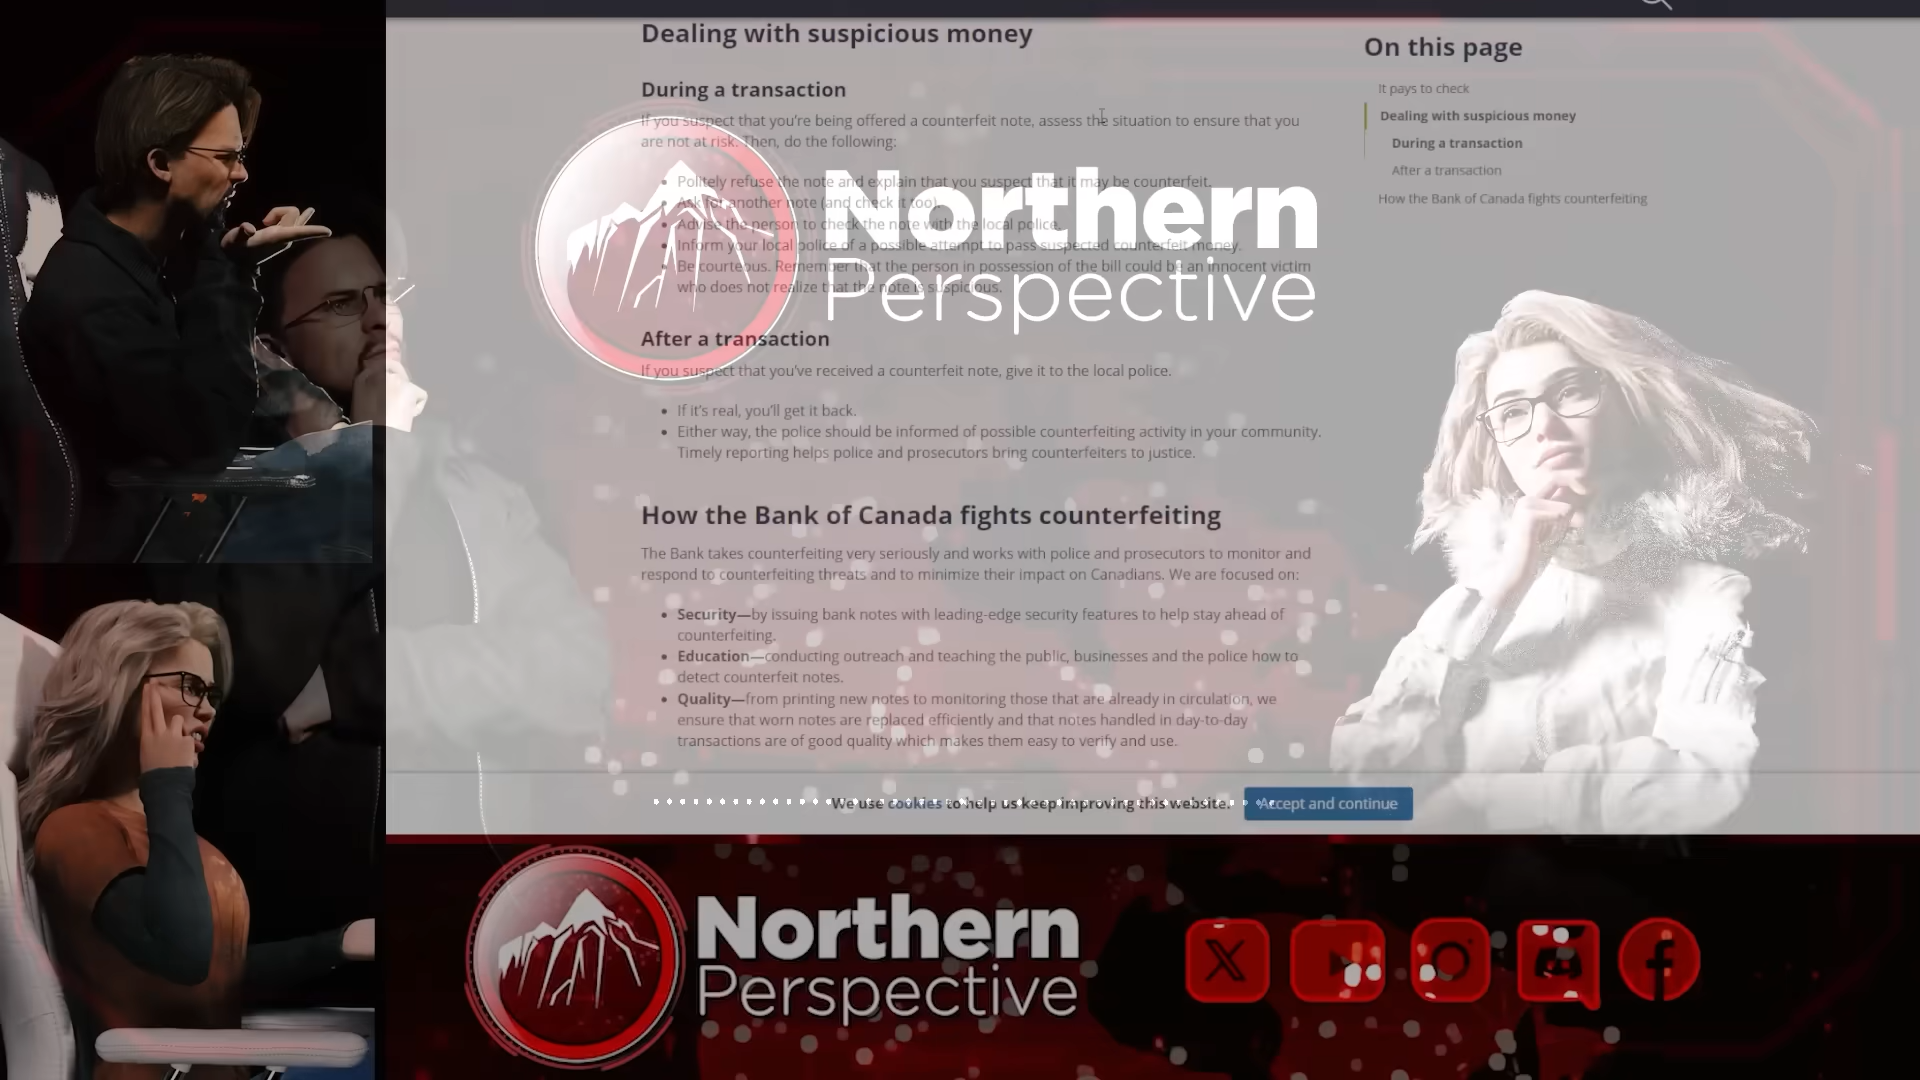 Dealing with suspicious money
During a transaction
If you suspect that you're being offered a counterfeit note, assess the situation to ensure that you
are not at risk. Then, do the following:
Politely refuse the note and explain that you suspect that it may be counterfeit.
Ask for another note (and check it too).
Advise the person to check the note with the local police.
Inform your local police of a possible attempt to pass suspected counterfeit money.
Be courteous. Remember that the person in possession of the bill could be an innocent victim
who does not realize that the note is suspicious.
Northern
Perspective
After a transaction
If you suspect that you've received a counterfeit note, give it to the local police.
If it's real, you'll get it back.
Either way, the police should be informed of possible counterfeiting activity in your community.
Timely reporting helps police and prosecutors bring counterfeiters to justice.
How the Bank of Canada fights counterfeiting
The Bank takes counterfeiting very seriously and works with police and prosecutors to monitor and
respond to counterfeiting threats and to minimize their impact on Canadians. We are focused on:
Security—by issuing bank notes with leading-edge security features to help stay ahead of
counterfeiting.
Education—conducting outreach and teaching the public, businesses and the police how to
detect counterfeit notes.
Quality—from printing new notes to monitoring those that are already in circulation, we
ensure that worn notes are replaced efficiently and that notes handled in day-to-day
transactions are of good quality which makes them easy to verify and use.
On this page
It pays to check
Dealing with suspicious money
During a transaction
After a transaction
How the Bank of Canada fights counterfeiting
We use cookies to help us keep improving this website.
Accept and continue
Northern
Perspective